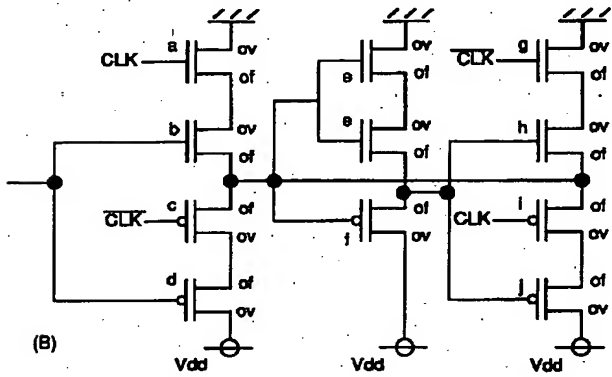 a ov g ov
CLK of CLK of
e ov of
b ov e ov h ov
of of of
c of of i of
CLK ov f ov CLK ov
d of j of
ov ov
(B) Vdd Vdd Vdd